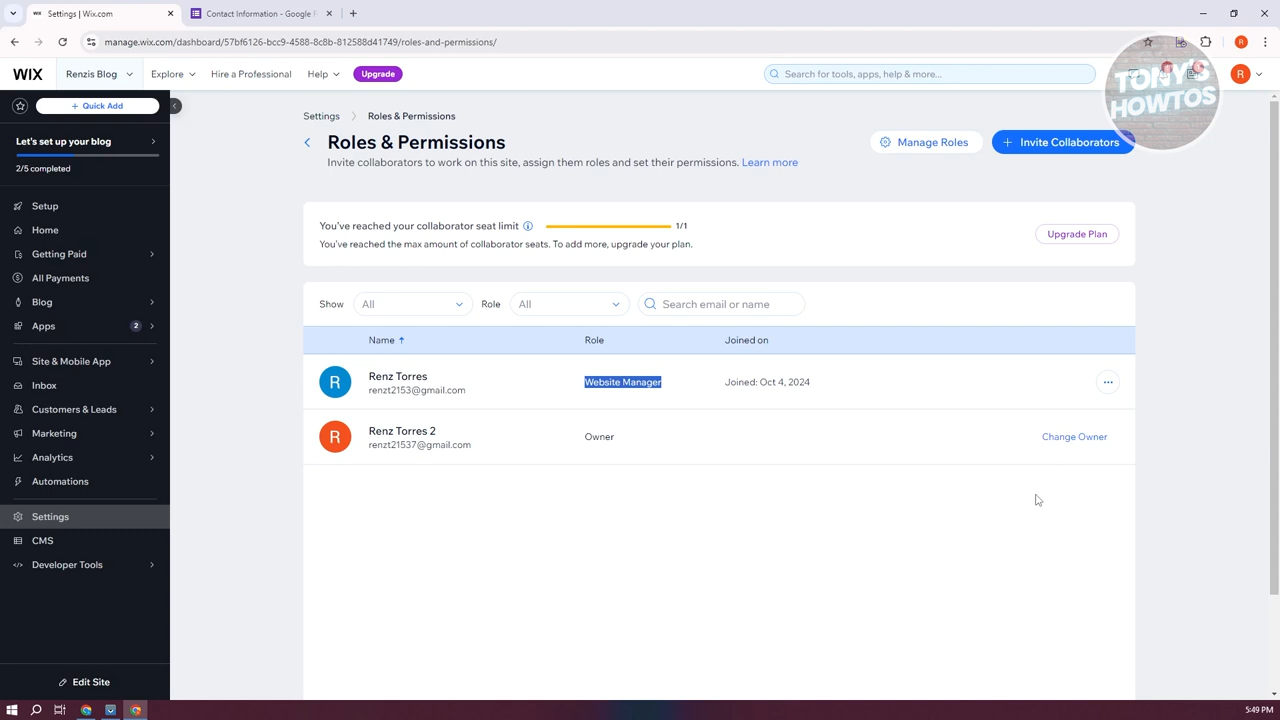 Settings | Wix.com
Contact Information - Google F
manage.wix.com/dashboard/57bf6126-bcc9-4588-8c8b-812588d41749/roles-and-permissions/
R
WIX
Renzis Blog
Explore
Hire a Professional
Help
Upgrade
Search for tools, apps, help & more...
R
TONY'S
HOWTOS
+ Quick Add
Let's set up your blog
2/5 completed
Setup
Home
Getting Paid
All Payments
Blog
Apps
2
Site & Mobile App
Inbox
Customers & Leads
Marketing
Analytics
Automations
Settings
CMS
Developer Tools
Edit Site
Settings > Roles & Permissions
Roles & Permissions
Invite collaborators to work on this site, assign them roles and set their permissions. Learn more
Manage Roles
+ Invite Collaborators
You've reached your collaborator seat limit
1/1
You've reached the max amount of collaborator seats. To add more, upgrade your plan.
Upgrade Plan
Show
All
Role
All
Search email or name
Name ↑
Role
Joined on
R
Renz Torres
renzt2153@gmail.com
Website Manager
Joined: Oct 4, 2024
R
Renz Torres 2
renzt21537@gmail.com
Owner
Change Owner
5:49 PM